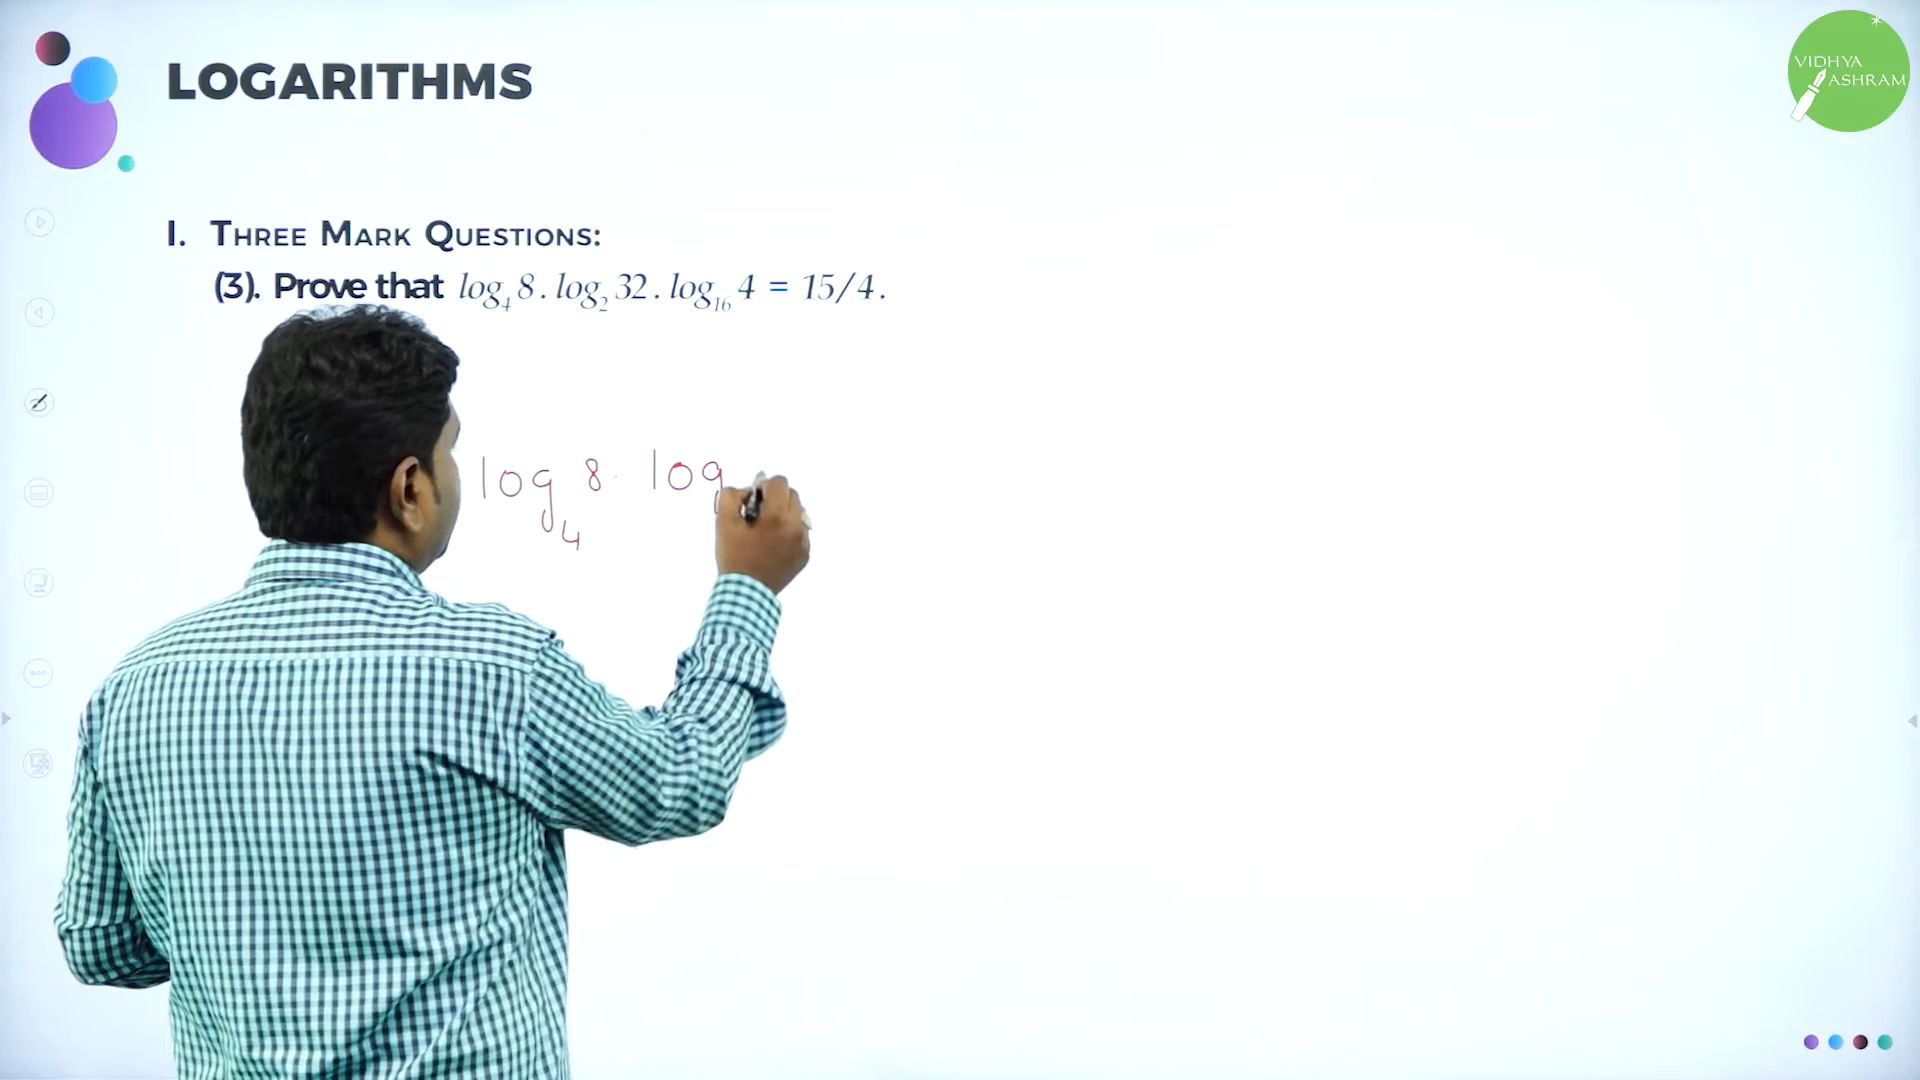 LOGARITHMS
VIDHYA
ASHRAM
I. THREE MARK QUESTIONS:
(3). Prove that log₄ 8 . log₂ 32 . log₁₆ 4 = 15/4.
log₄ 8 . log